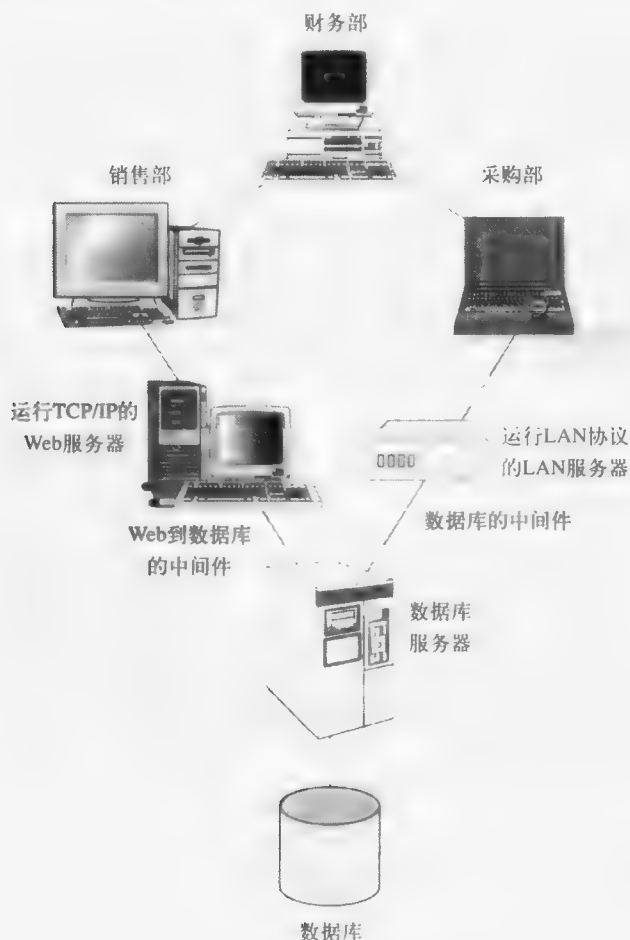 财务部
销售部
采购部
运行TCP/IP的
Web服务器
运行LAN协议
的LAN服务器
Web到数据库
的中间件
数据库的中间件
数据库
服务器
数据库